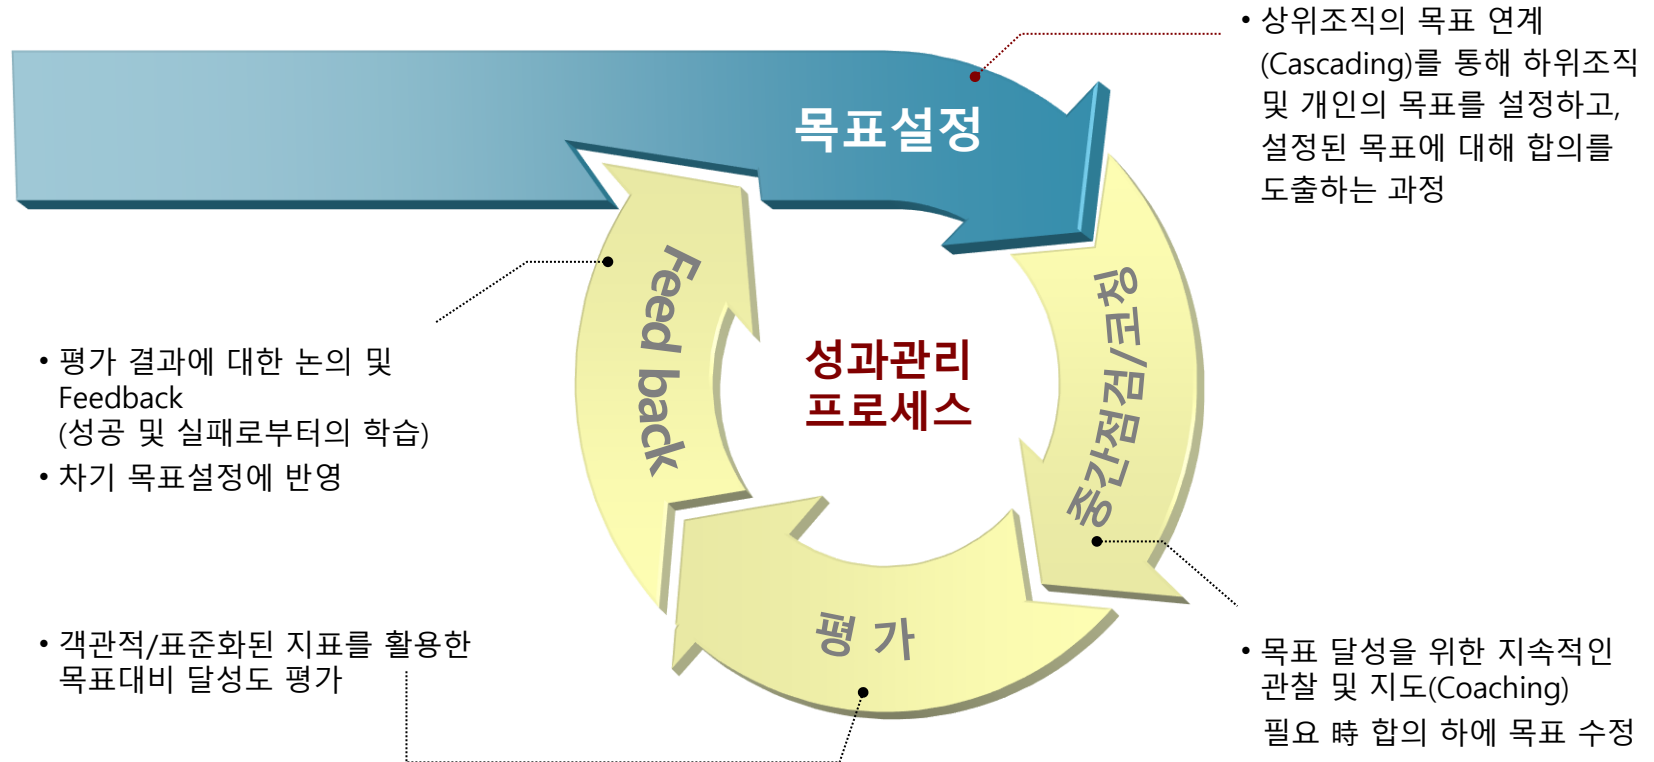 • 상위조직의 목표 연계
(Cascading)를 통해 하위조직
및 개인의 목표를 설정하고,
설정된 목표에 대해 합의를
도출하는 과정
목표설정
Feed back
중간점검/코칭
성과관리
프로세스
• 평가 결과에 대한 논의 및
Feedback
(성공 및 실패로부터의 학습)
• 차기 목표설정에 반영
평 가
• 객관적/표준화된 지표를 활용한
목표대비 달성도 평가
• 목표 달성을 위한 지속적인
관찰 및 지도(Coaching)
필요 時 합의 하에 목표 수정